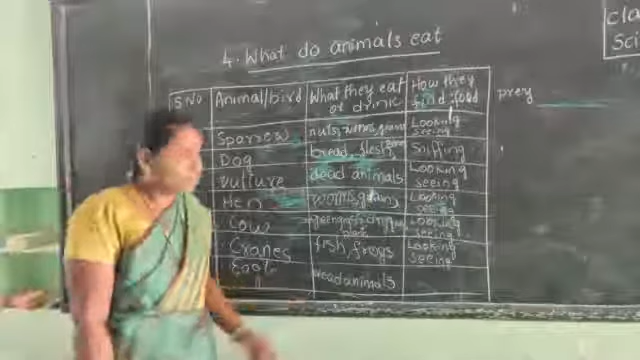 cla
Sci
4. What do animals eat
S.No Animal/bird What they eat or drink How they find food prey
Sparrow nuts, worms, Looking seeing
Dog bread, flesh Sniffing
Vulture dead animals Looking seeing
Hen worms, grains Looking seeing
Cow Looking seeing
Cranes fish, frogs Looking seeing
dead animals